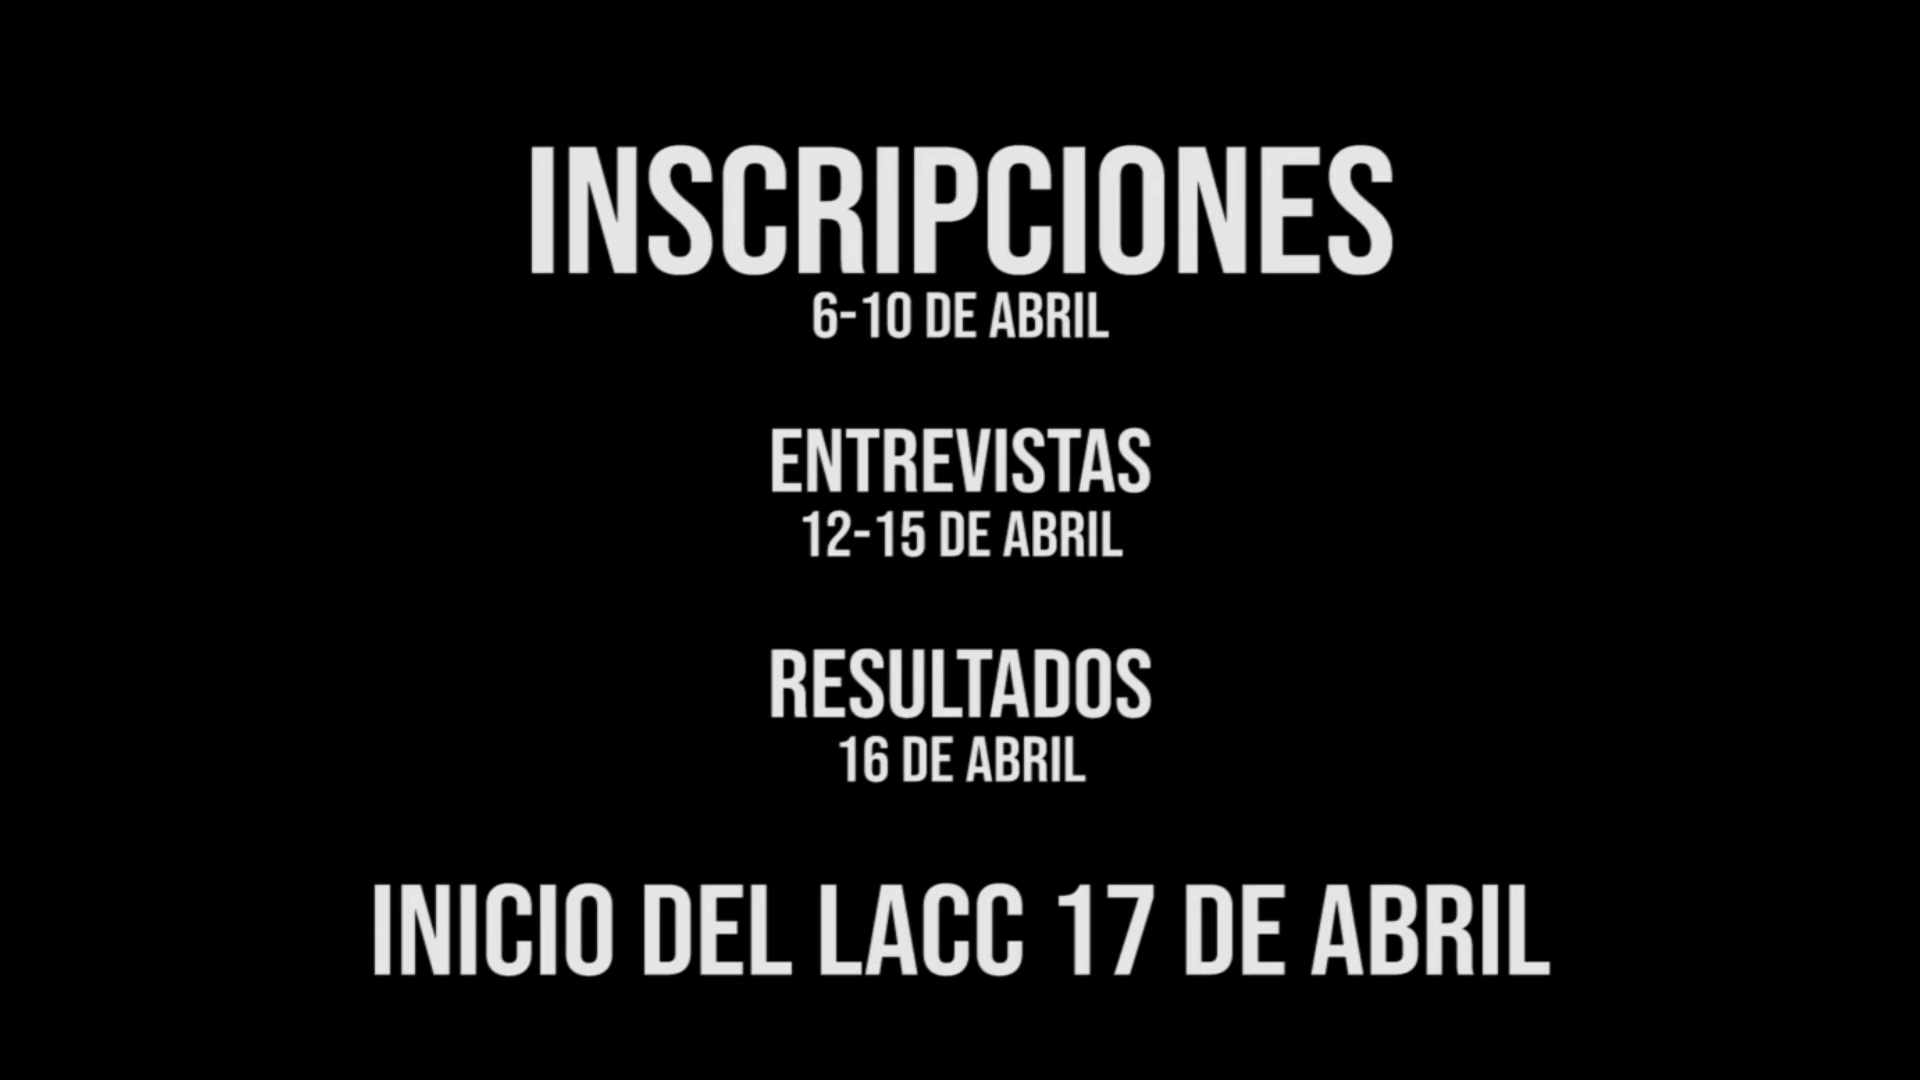 INSCRIPCIONES
6-10 DE ABRIL
ENTREVISTAS
12-15 DE ABRIL
RESULTADOS
16 DE ABRIL
INICIO DEL LACC 17 DE ABRIL